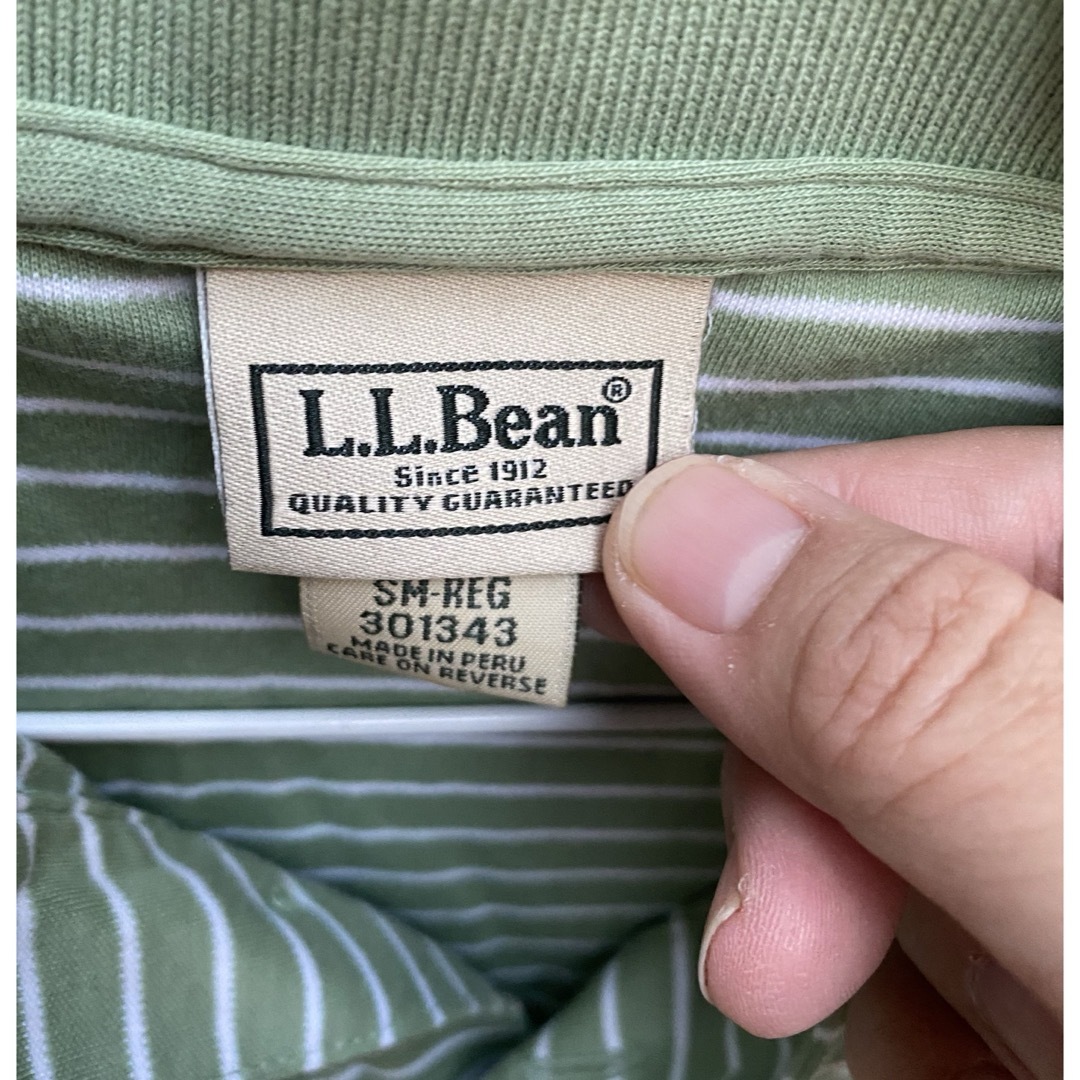 L.L.Bean®
Since 1912
QUALITY GUARANTEED
SM-REG
301343
MADE IN PERU
CARE ON REVERSE